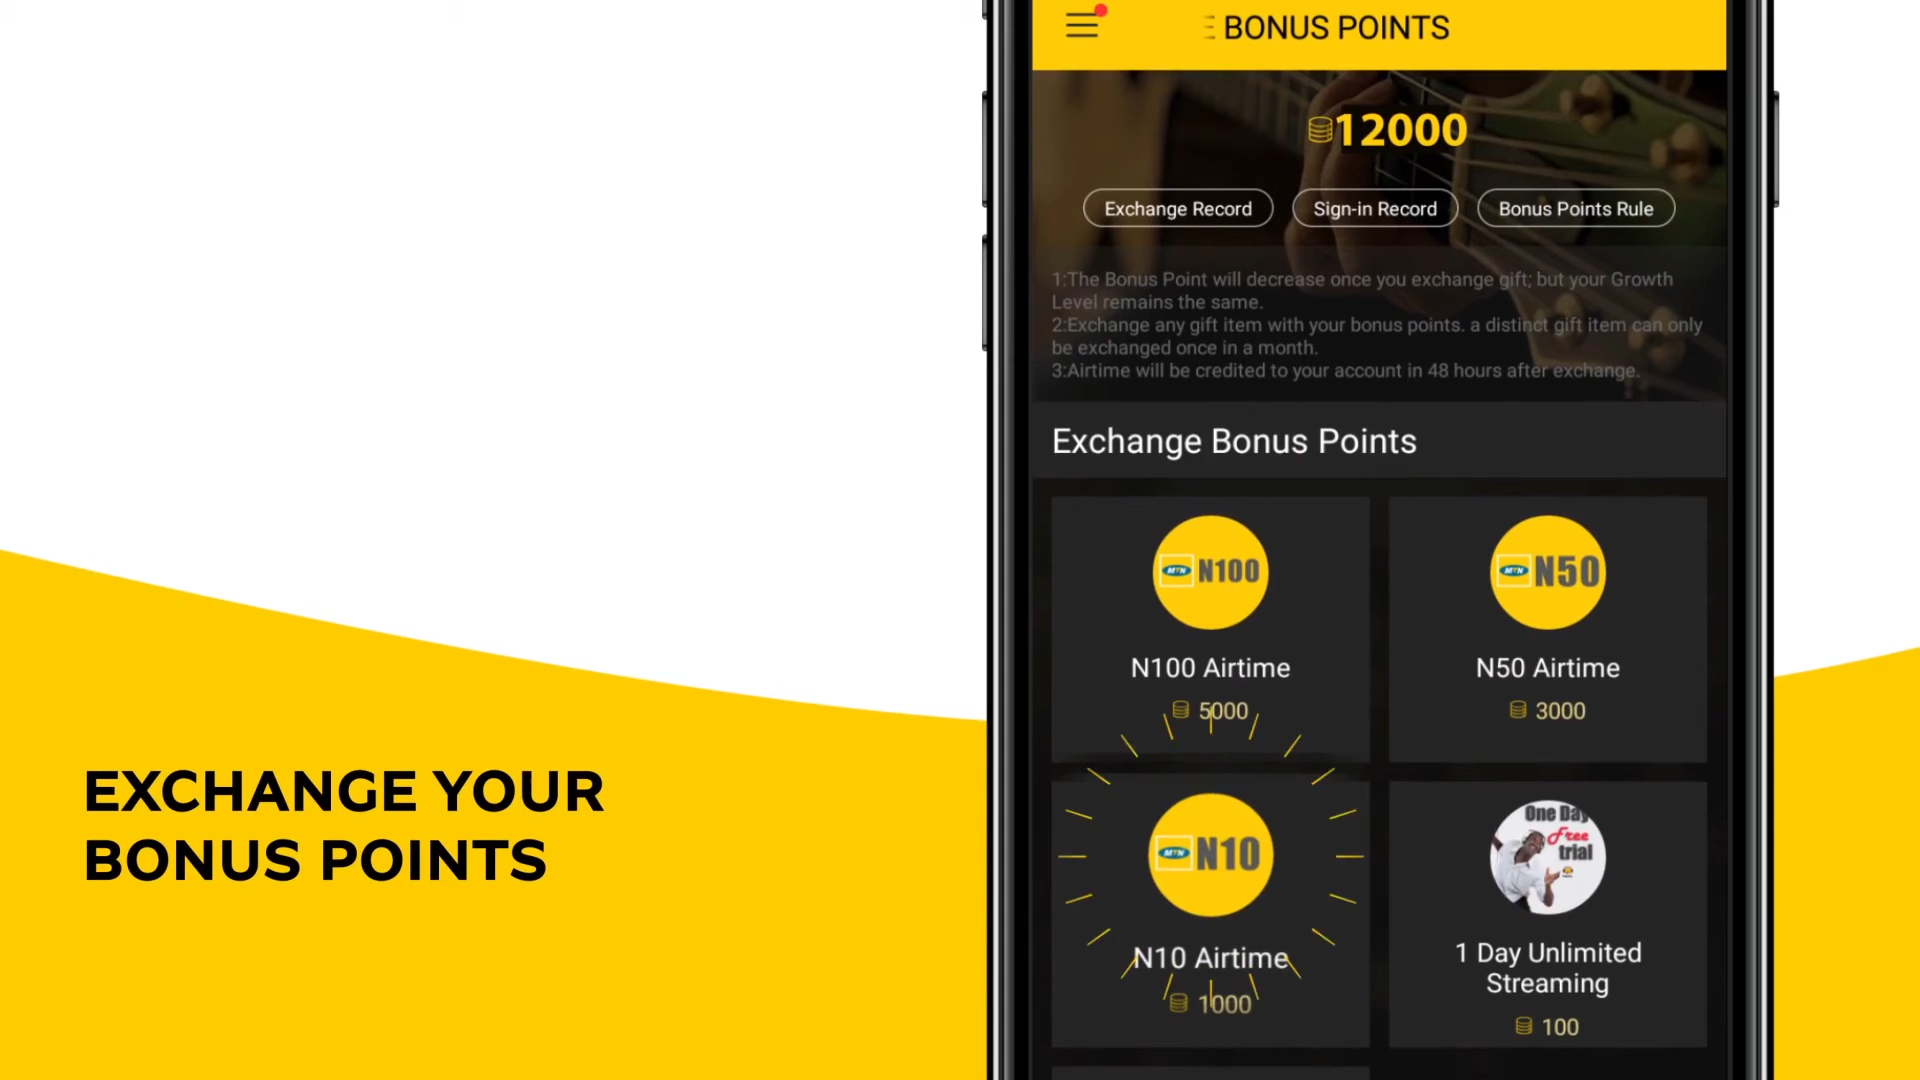 BONUS POINTS
12000
Exchange Record
Sign-in Record
Bonus Points Rule
1:The Bonus Point will decrease once you exchange gift; but your Growth
Level remains the same.
2:Exchange any gift item with your bonus points. a distinct gift item can only
be exchanged once in a month.
3:Airtime will be credited to your account in 48 hours after exchange.
Exchange Bonus Points
MTN N100
N100 Airtime
5000
MTN N50
N50 Airtime
3000
MTN N10
N10 Airtime
1000
One Day
Free
trial
1 Day Unlimited
Streaming
100
EXCHANGE YOUR
BONUS POINTS